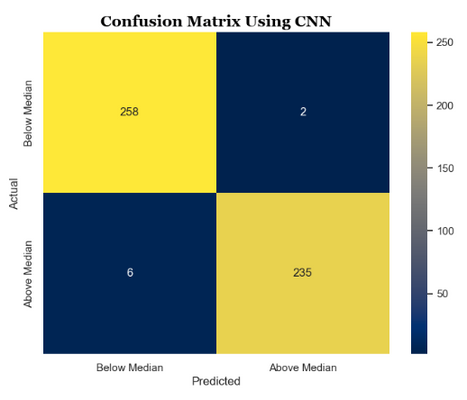 Confusion Matrix Using CNN
Below Median
258
2
250
200
150
100
50
Actual
Above Median
6
235
Below Median
Above Median
Predicted